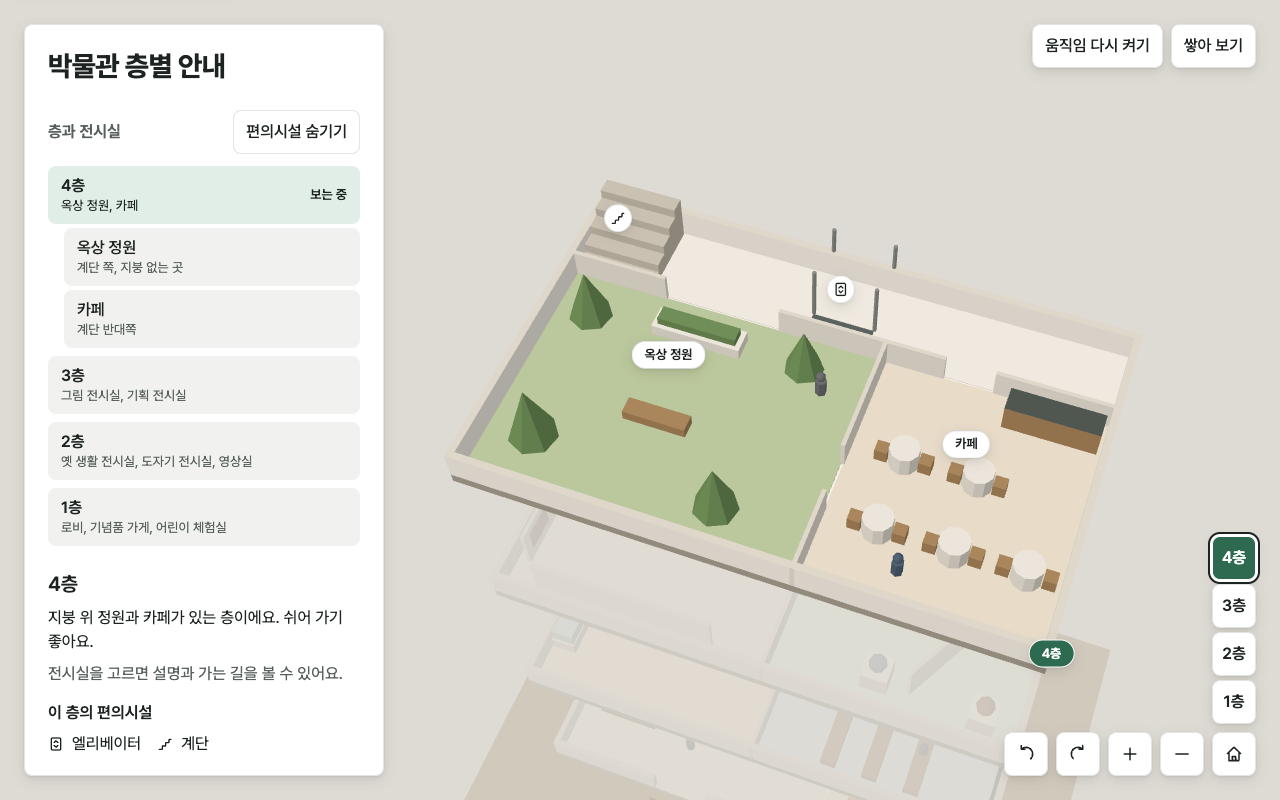 박물관 층별 안내
층과 전시실
편의시설 숨기기
4층
옥상 정원, 카페
보는 중
옥상 정원
계단 쪽, 지붕 없는 곳
카페
계단 반대쪽
3층
그림 전시실, 기획 전시실
2층
옛 생활 전시실, 도자기 전시실, 영상실
1층
로비, 기념품 가게, 어린이 체험실
4층
지붕 위 정원과 카페가 있는 층이에요. 쉬어 가기
좋아요.
전시실을 고르면 설명과 가는 길을 볼 수 있어요.
이 층의 편의시설
엘리베이터
계단
움직임 다시 켜기
쌓아 보기
옥상 정원
카페
4층
4층
3층
2층
1층